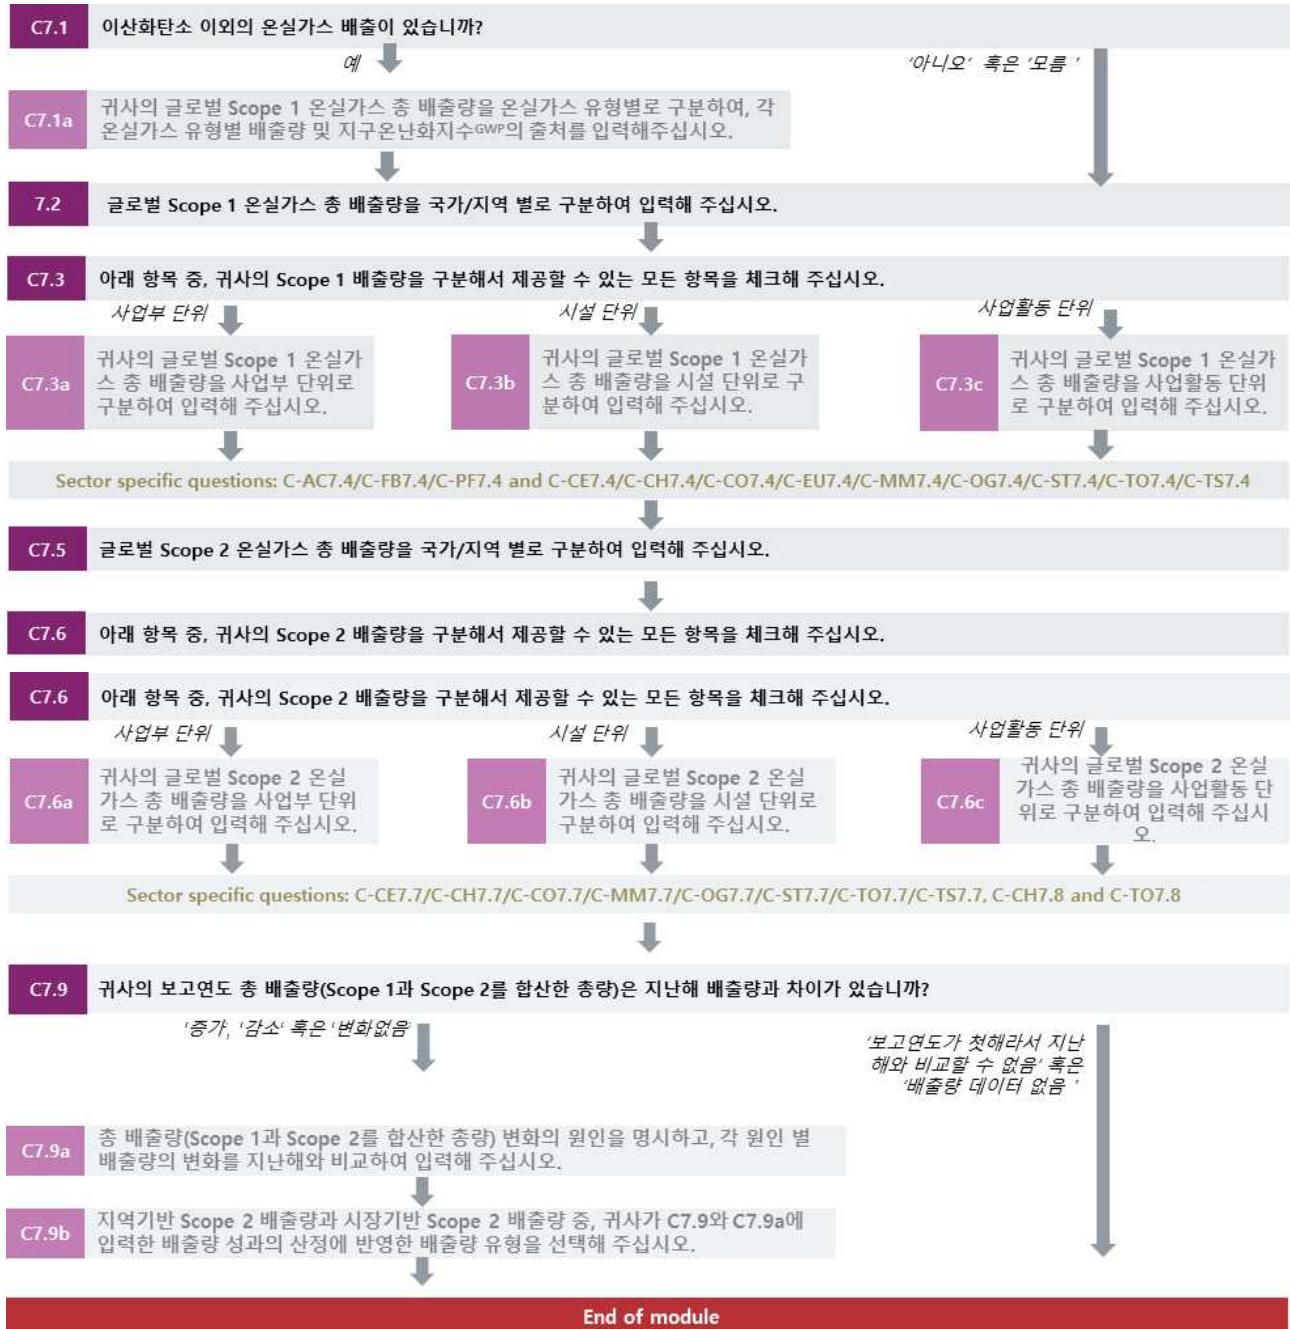 C7.1 이산화탄소 이외의 온실가스 배출이 있습니까?
예
'아니오' 혹은 '모름 '
C7.1a
귀사의 글로벌 Scope 1 온실가스 총 배출량을 온실가스 유형별로 구분하여, 각
온실가스 유형별 배출량 및 지구온난화지수GWP의 출처를 입력해주십시오.
7.2 글로벌 Scope 1 온실가스 총 배출량을 국가/지역 별로 구분하여 입력해 주십시오.
C7.3 아래 항목 중, 귀사의 Scope 1 배출량을 구분해서 제공할 수 있는 모든 항목을 체크해 주십시오.
사업부 단위
시설 단위
사업활동 단위
C7.3a
귀사의 글로벌 Scope 1 온실가
스 총 배출량을 사업부 단위로
구분하여 입력해 주십시오.
C7.3b
귀사의 글로벌 Scope 1 온실가
스 총 배출량을 시설 단위로 구
분하여 입력해 주십시오.
C7.3c
귀사의 글로벌 Scope 1 온실가
스 총 배출량을 사업활동 단위
로 구분하여 입력해 주십시오.
Sector specific questions: C-AC7.4/C-FB7.4/C-PF7.4 and C-CE7.4/C-CH7.4/C-CO7.4/C-EU7.4/C-MM7.4/C-OG7.4/C-ST7.4/C-TO7.4/C-TS7.4
C7.5 글로벌 Scope 2 온실가스 총 배출량을 국가/지역 별로 구분하여 입력해 주십시오.
C7.6 아래 항목 중, 귀사의 Scope 2 배출량을 구분해서 제공할 수 있는 모든 항목을 체크해 주십시오.
C7.6 아래 항목 중, 귀사의 Scope 2 배출량을 구분해서 제공할 수 있는 모든 항목을 체크해 주십시오.
사업부 단위
시설 단위
사업활동 단위
C7.6a
귀사의 글로벌 Scope 2 온실
가스 총 배출량을 사업부 단위
로 구분하여 입력해 주십시오.
C7.6b
귀사의 글로벌 Scope 2 온실
가스 총 배출량을 시설 단위로
구분하여 입력해 주십시오.
C7.6c
귀사의 글로벌 Scope 2 온실
가스 총 배출량을 사업활동 단
위로 구분하여 입력해 주십시
오.
Sector specific questions: C-CE7.7/C-CH7.7/C-CO7.7/C-MM7.7/C-OG7.7/C-ST7.7/C-TO7.7/C-TS7.7, C-CH7.8 and C-TO7.8
C7.9 귀사의 보고연도 총 배출량(Scope 1과 Scope 2를 합산한 총량)은 지난해 배출량과 차이가 있습니까?
'증가', '감소' 혹은 '변화없음'
'보고연도가 첫해라서 지난
해와 비교할 수 없음' 혹은
'배출량 데이터 없음 '
C7.9a
총 배출량(Scope 1과 Scope 2를 합산한 총량) 변화의 원인을 명시하고, 각 원인 별
배출량의 변화를 지난해와 비교하여 입력해 주십시오.
C7.9b
지역기반 Scope 2 배출량과 시장기반 Scope 2 배출량 중, 귀사가 C7.9와 C7.9a에
입력한 배출량 성과의 산정에 반영한 배출량 유형을 선택해 주십시오.
End of module